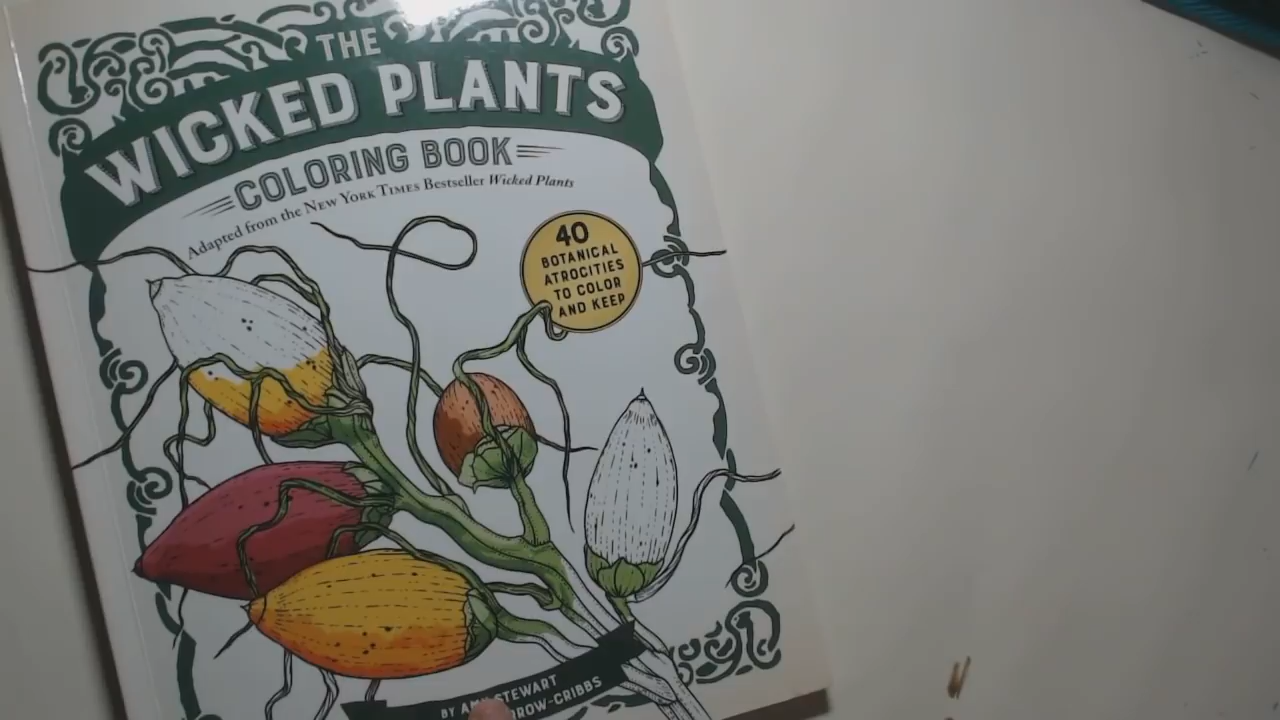 THE
WICKED PLANTS
COLORING BOOK
Adapted from the NEW YORK TIMES Bestseller Wicked Plants
40
BOTANICAL
ATROCITIES
TO COLOR
AND KEEP
BY STEWART